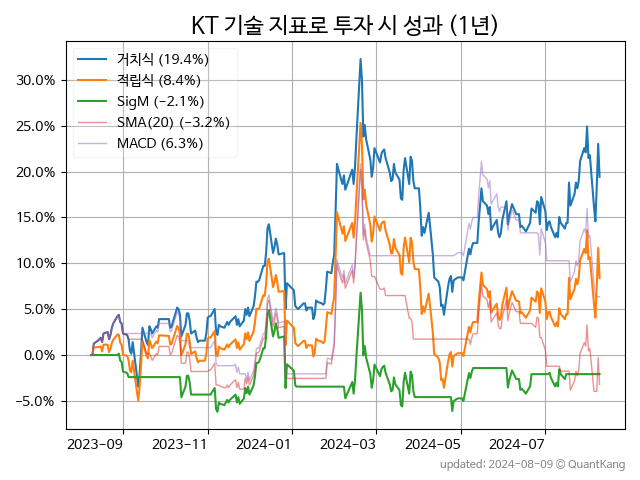 KT 기술 지표로 투자 시 성과 (1년)
거치식 (19.4%)
적립식 (8.4%)
SigM (−2.1%)
SMA(20) (−3.2%)
MACD (6.3%)
30.0%
25.0%
20.0%
15.0%
10.0%
5.0%
0.0%
−5.0%
2023-09
2023-11
2024-01
2024-03
2024-05
2024-07
updated: 2024-08-09 © QuantKang